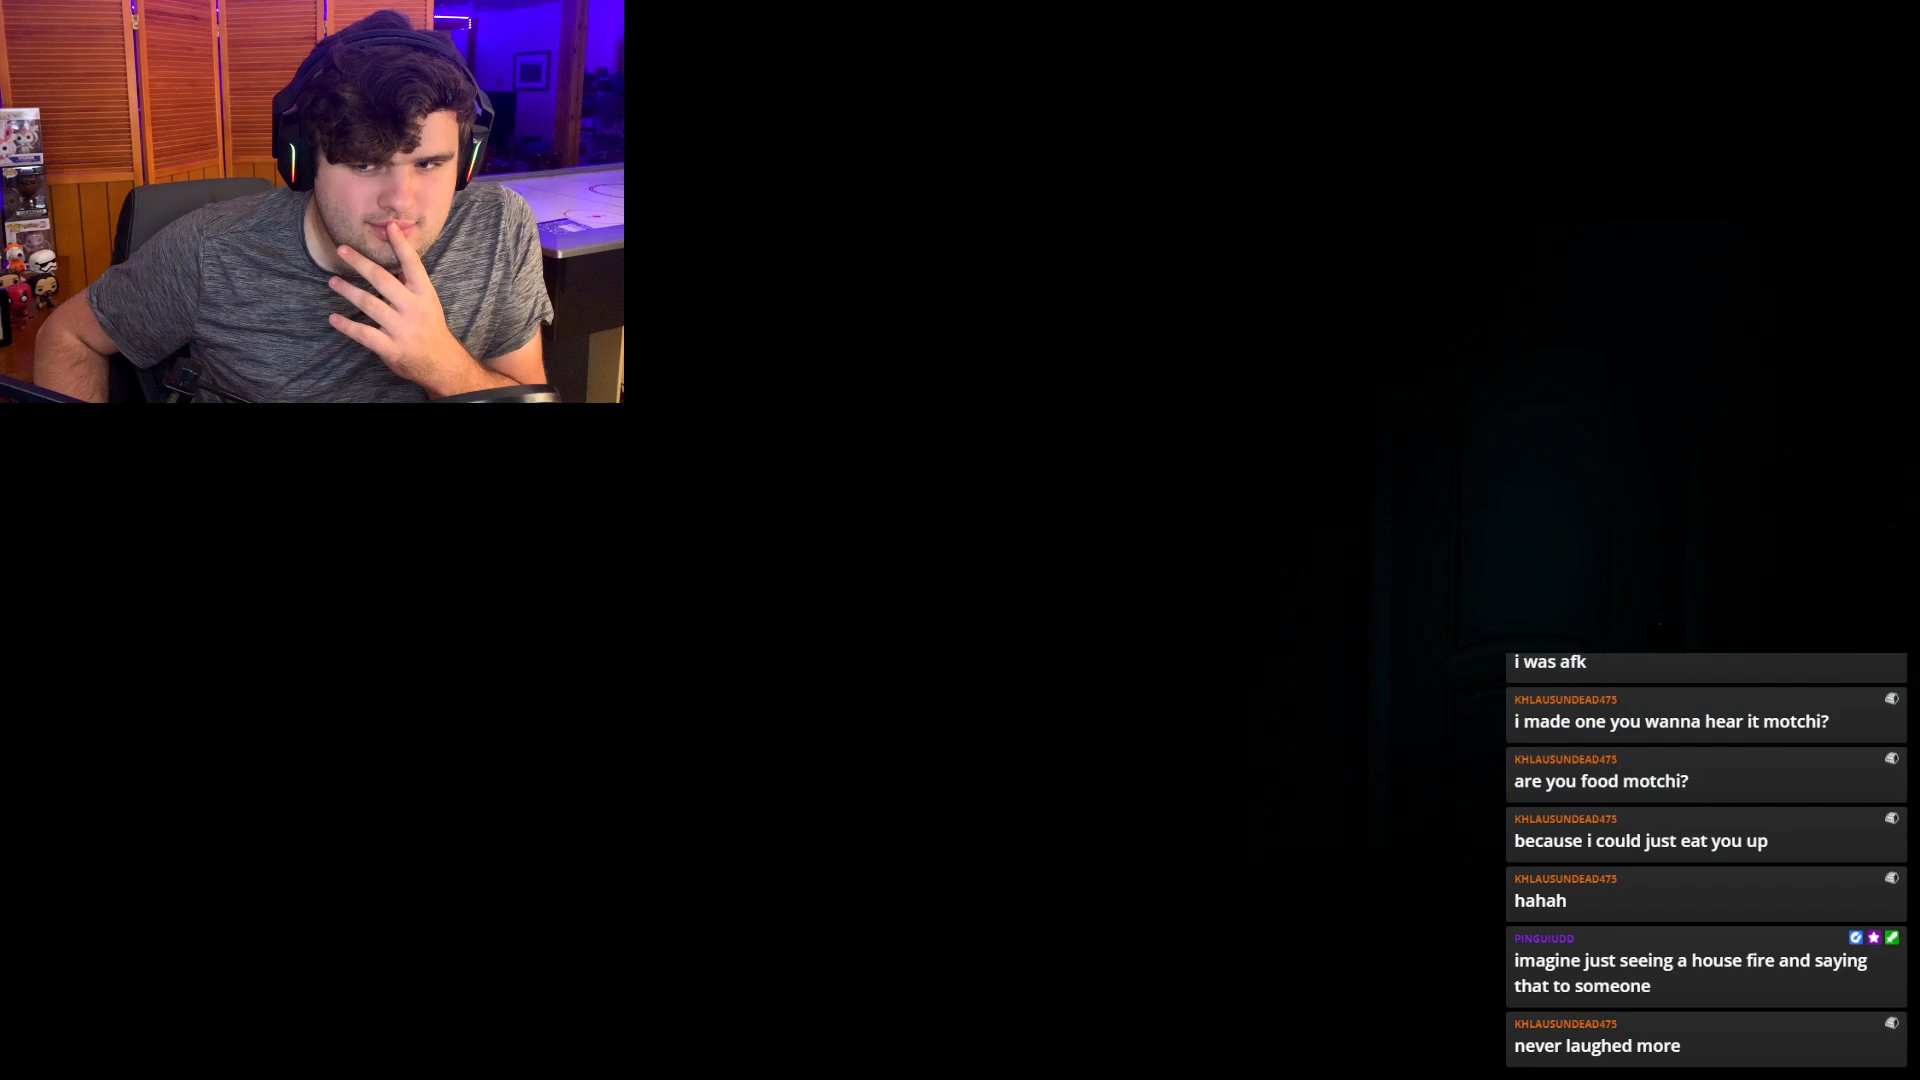 i was afk
KHLAUSUNDEAD475
i made one you wanna hear it motchi?
KHLAUSUNDEAD475
are you food motchi?
KHLAUSUNDEAD475
because i could just eat you up
KHLAUSUNDEAD475
hahah
PINGUIUDD
imagine just seeing a house fire and saying
that to someone
KHLAUSUNDEAD475
never laughed more